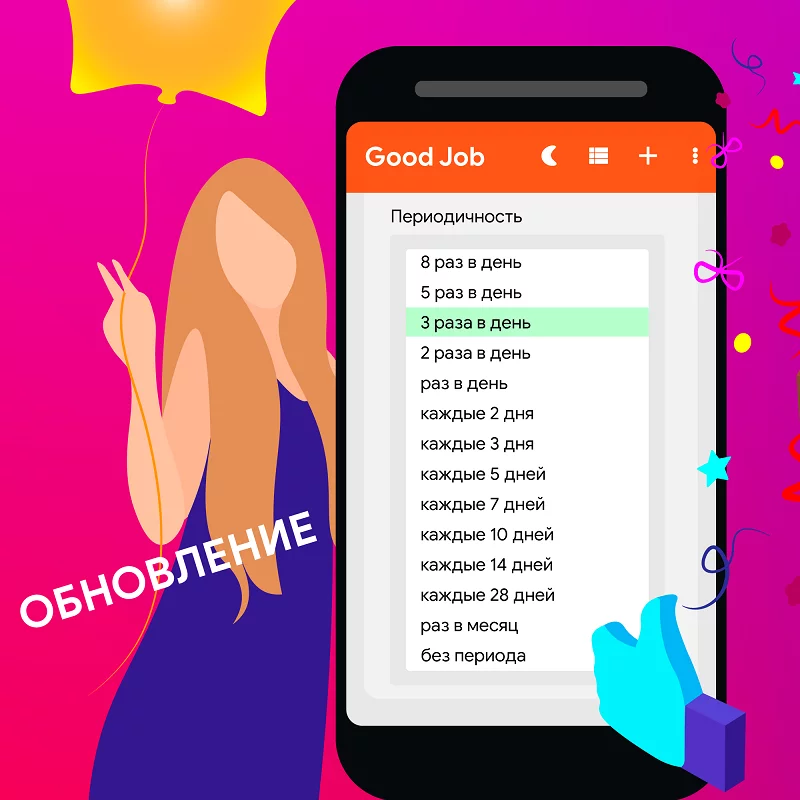 Good Job
Периодичность
8 раз в день
5 раз в день
3 раза в день
2 раза в день
раз в день
каждые 2 дня
каждые 3 дня
каждые 5 дней
каждые 7 дней
каждые 10 дней
каждые 14 дней
каждые 28 дней
раз в месяц
без периода
ОБНОВЛЕНИЕ